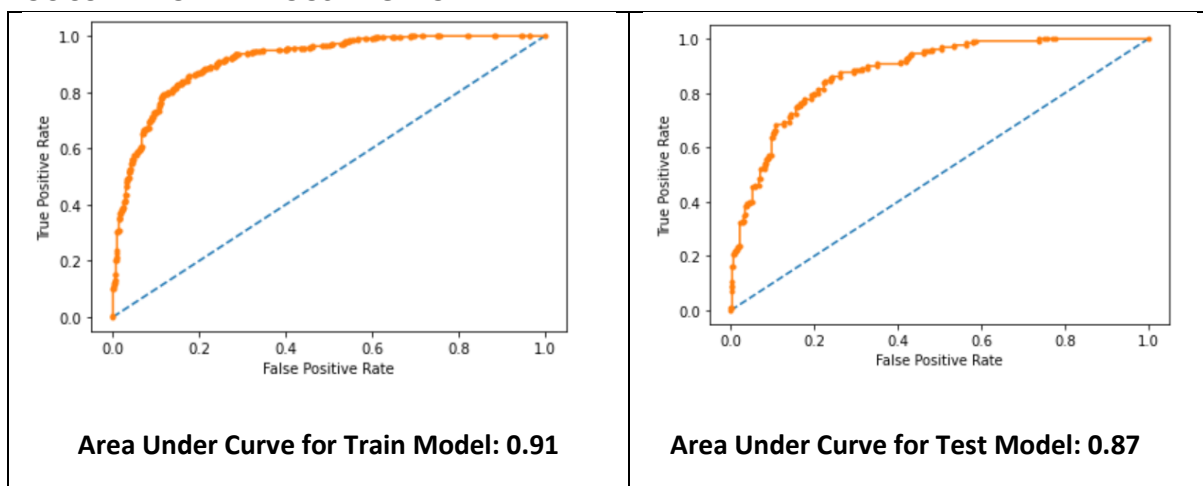 True Positive Rate
1.0
0.8
0.6
0.4
0.2
0.0
0.0 0.2 0.4 0.6 0.8 1.0
False Positive Rate
Area Under Curve for Train Model: 0.91
True Positive Rate
1.0
0.8
0.6
0.4
0.2
0.0
0.0 0.2 0.4 0.6 0.8 1.0
False Positive Rate
Area Under Curve for Test Model: 0.87